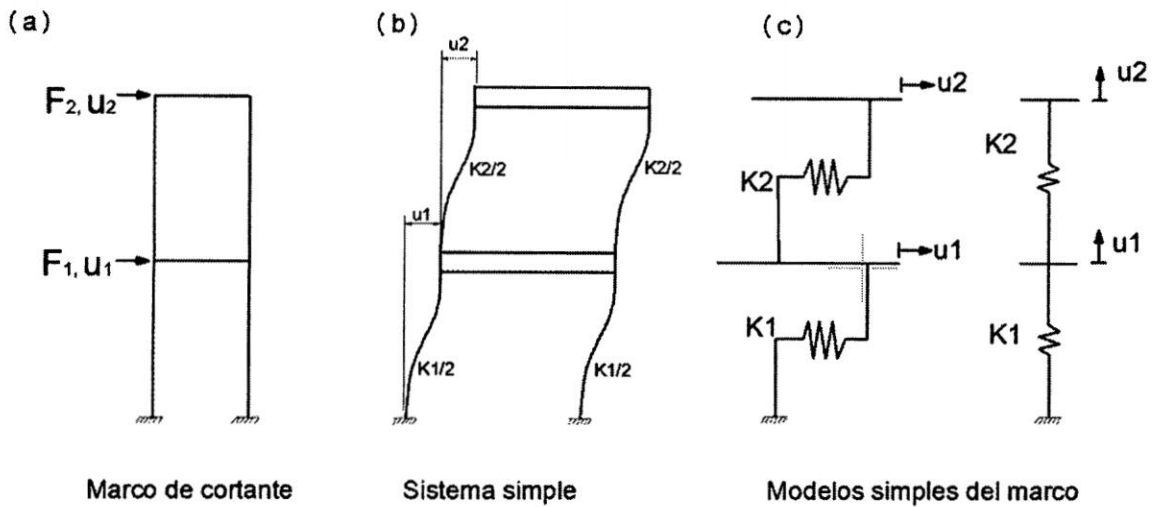 (a)
F2, u2
F1, u1
Marco de cortante
(b)
u2
K2/2
K2/2
u1
K1/2
K1/2
Sistema simple
(c)
u2
K2
u1
K1
u2
K2
u1
K1
Modelos simples del marco